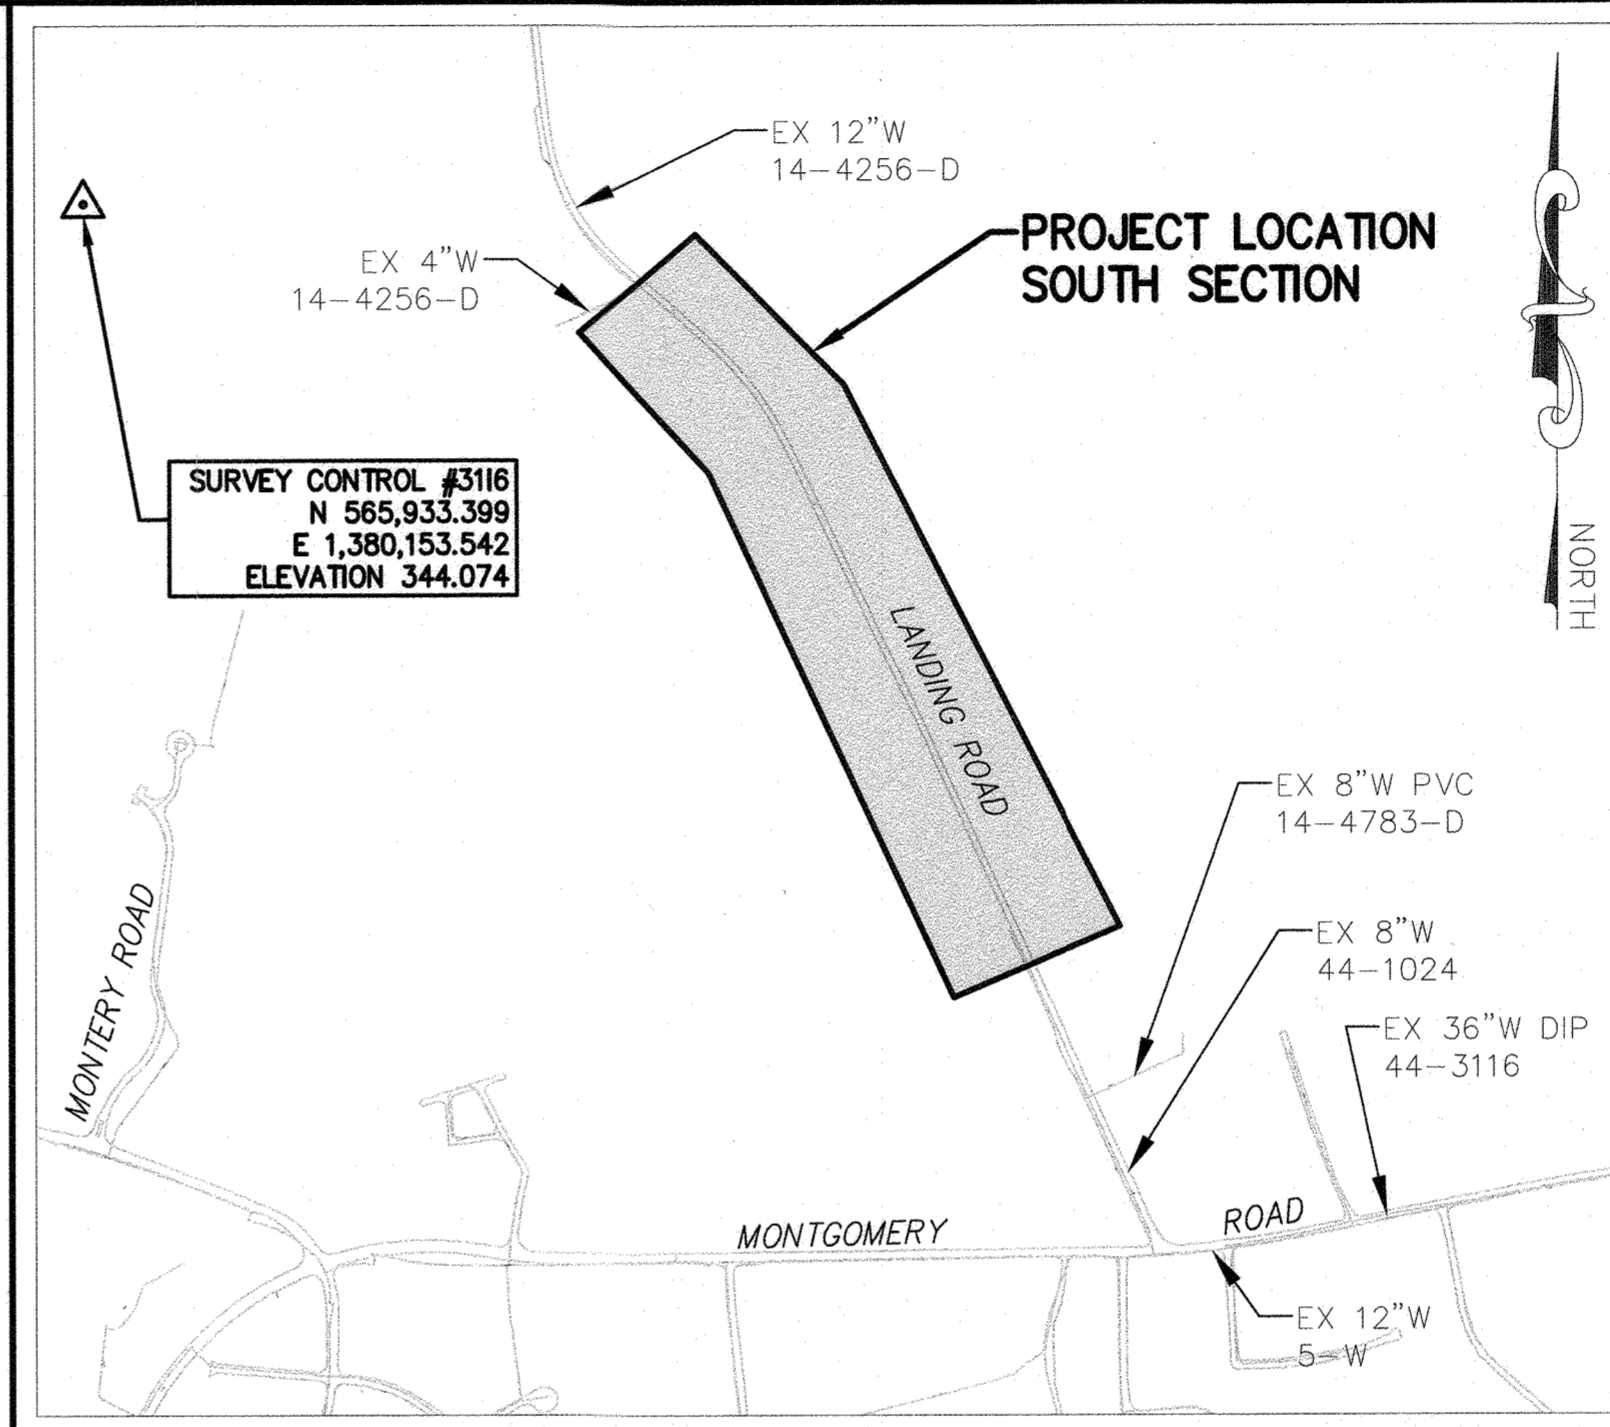 EX 12"W
14-4256-D
PROJECT LOCATION
SOUTH SECTION
EX 4"W
14-4256-D
SURVEY CONTROL #3116
N 565,933.399
E 1,380,153.542
ELEVATION 344.074
NORTH
LANDING ROAD
EX 8"W PVC
14-4783-D
EX 8"W
44-1024
EX 36"W DIP
44-3116
MONTERY ROAD
MONTGOMERY
ROAD
EX 12"W
5-W